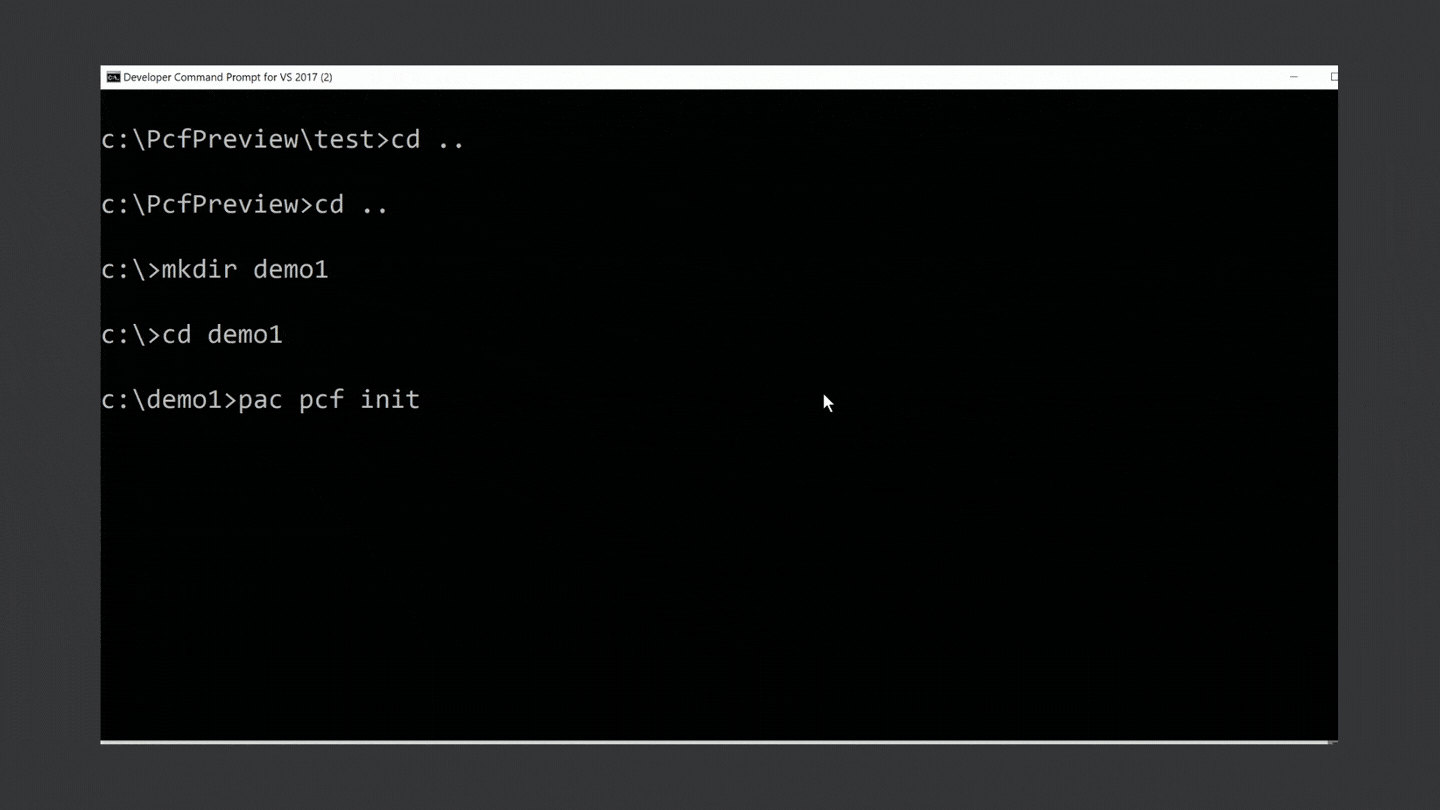 Developer Command Prompt for VS 2017 (2)
c:\PcfPreview\test>cd ..
c:\PcfPreview>cd ..
c:\>mkdir demo1
c:\>cd demo1
c:\demo1>pac pcf init